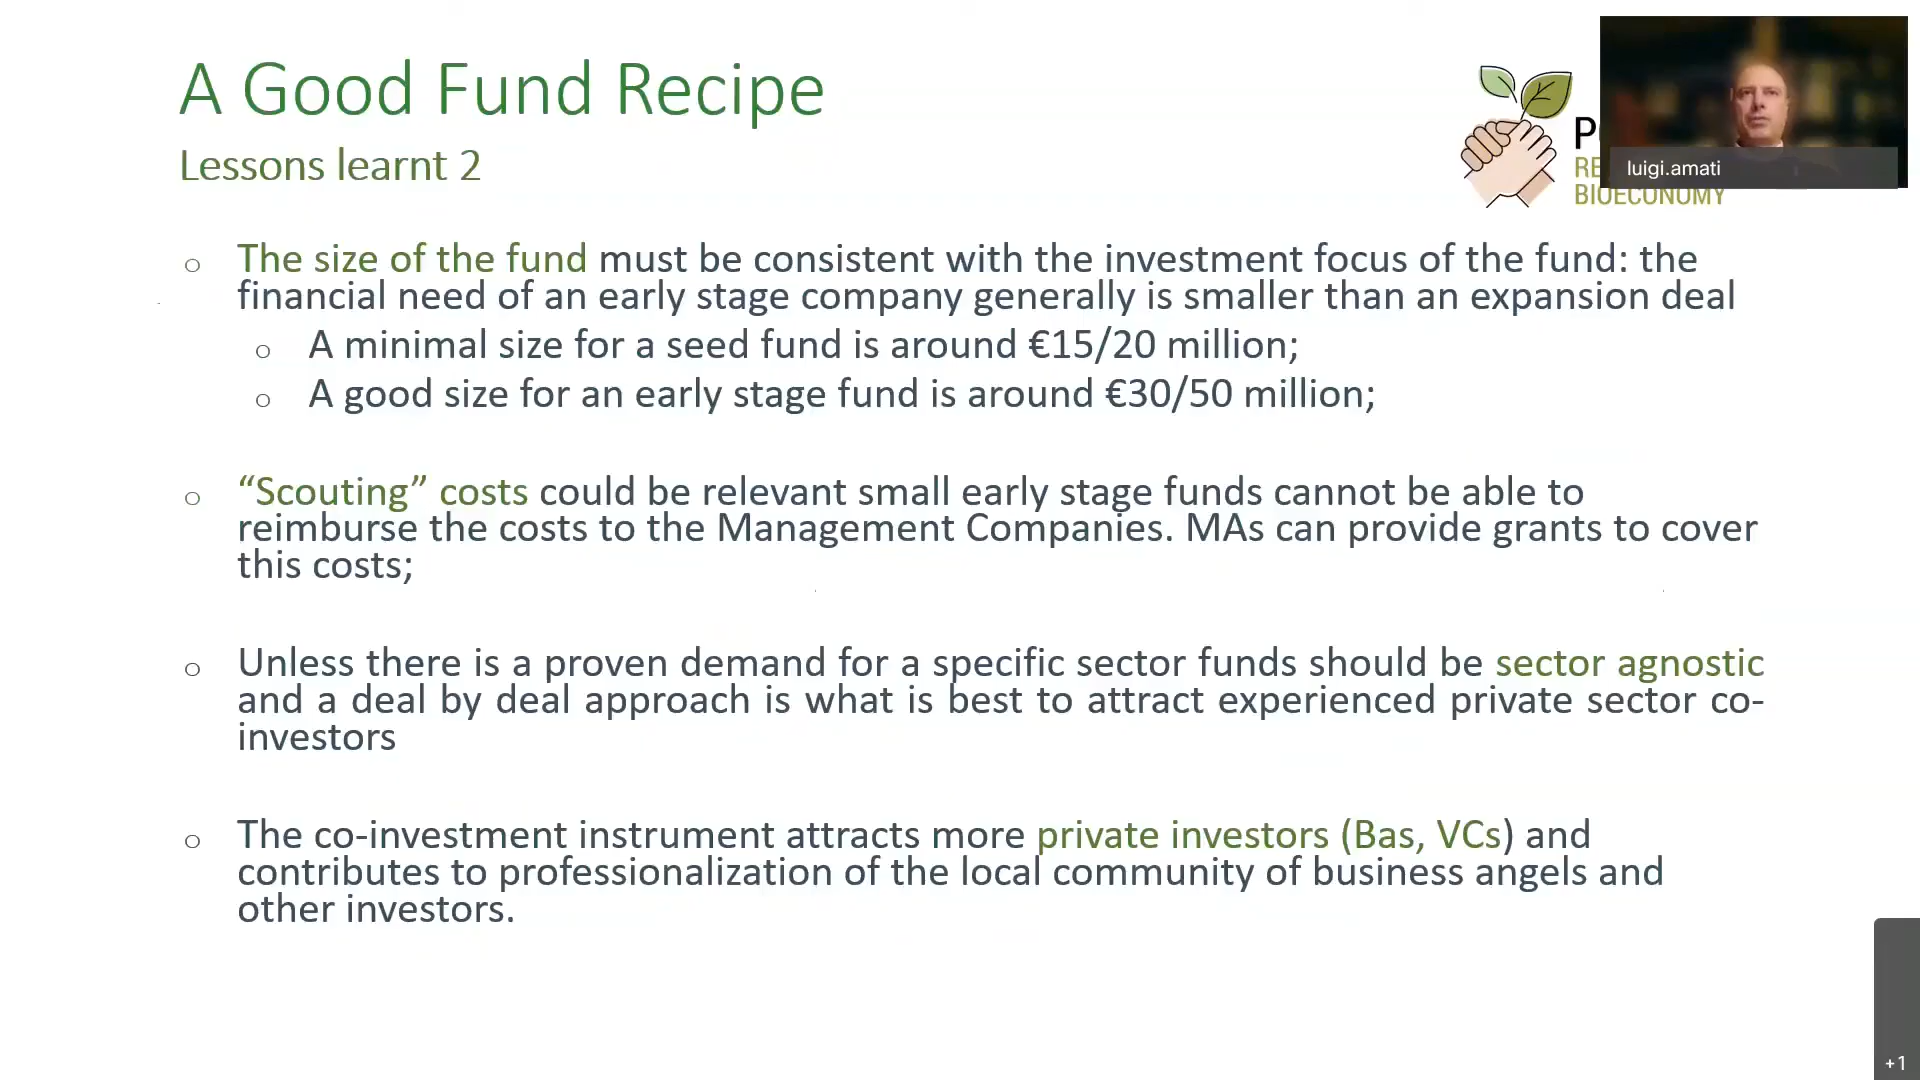 A Good Fund Recipe
Lessons learnt 2
luigi.amati
BIOECONOMY
o The size of the fund must be consistent with the investment focus of the fund: the
financial need of an early stage company generally is smaller than an expansion deal
o A minimal size for a seed fund is around €15/20 million;
o A good size for an early stage fund is around €30/50 million;
o “Scouting” costs could be relevant small early stage funds cannot be able to
reimburse the costs to the Management Companies. MAs can provide grants to cover
this costs;
o Unless there is a proven demand for a specific sector funds should be sector agnostic
and a deal by deal approach is what is best to attract experienced private sector co-
investors
o The co-investment instrument attracts more private investors (Bas, VCs) and
contributes to professionalization of the local community of business angels and
other investors.
+1